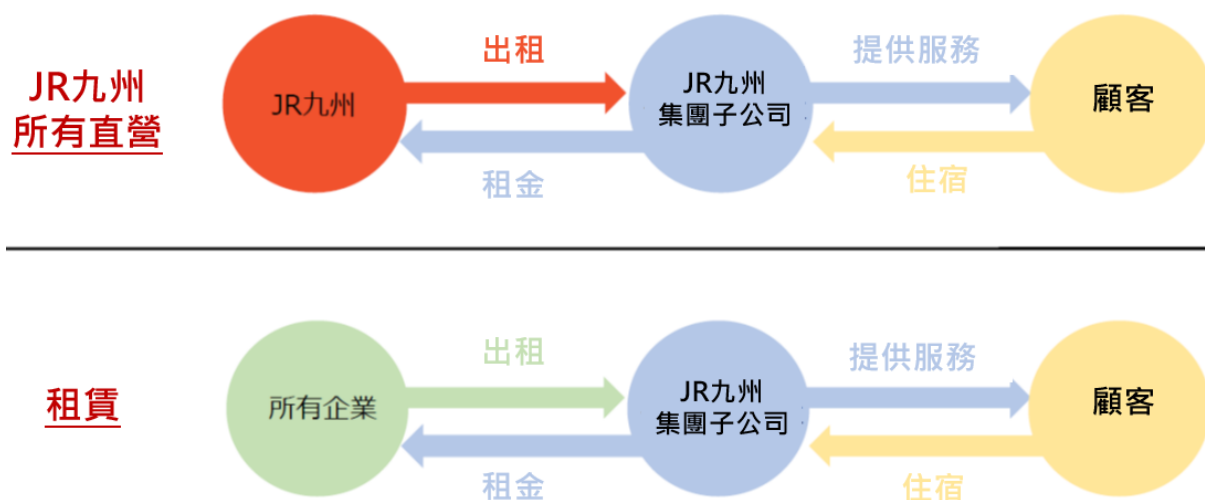 出租
提供服務
JR九州
所有直營
JR九州
JR九州
集團子公司
顧客
租金
住宿
出租
提供服務
租賃
所有企業
JR九州
集團子公司
顧客
租金
住宿